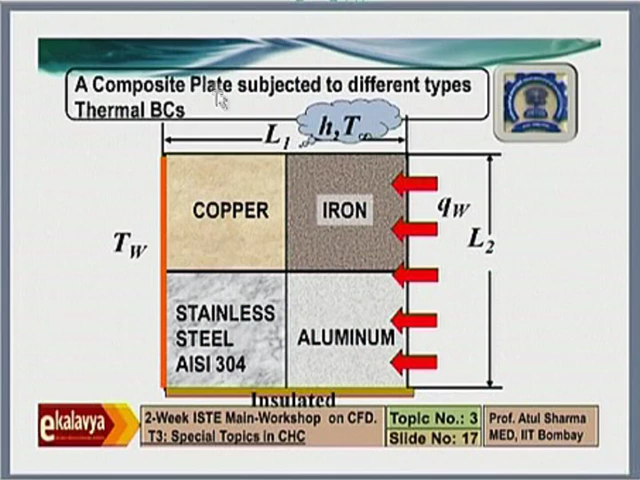 A Composite Plate subjected to different types
Thermal BCs
L1
h, T∞
COPPER
IRON
TW
qW
L2
STAINLESS
STEEL
AISI 304
ALUMINUM
Insulated
ekalavya
2-Week ISTE Main-Workshop on CFD.
T3: Special Topics in CHC
Topic No.: 3
Slide No.: 17
Prof. Atul Sharma
MED, IIT Bombay